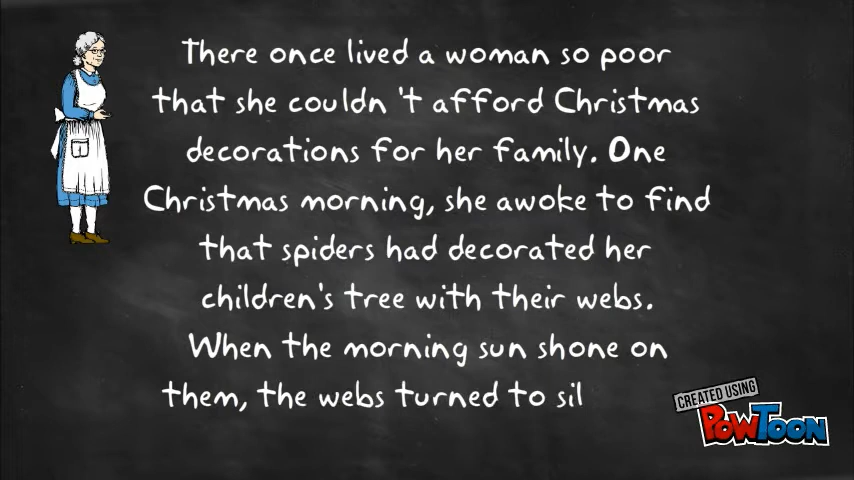 There once lived a woman so poor
that she couldn 't afford Christmas
decorations for her family. One
Christmas morning, she awoke to find
that spiders had decorated her
children's tree with their webs.
When the morning sun shone on
them, the webs turned to sil
CREATED USING
POWTOON